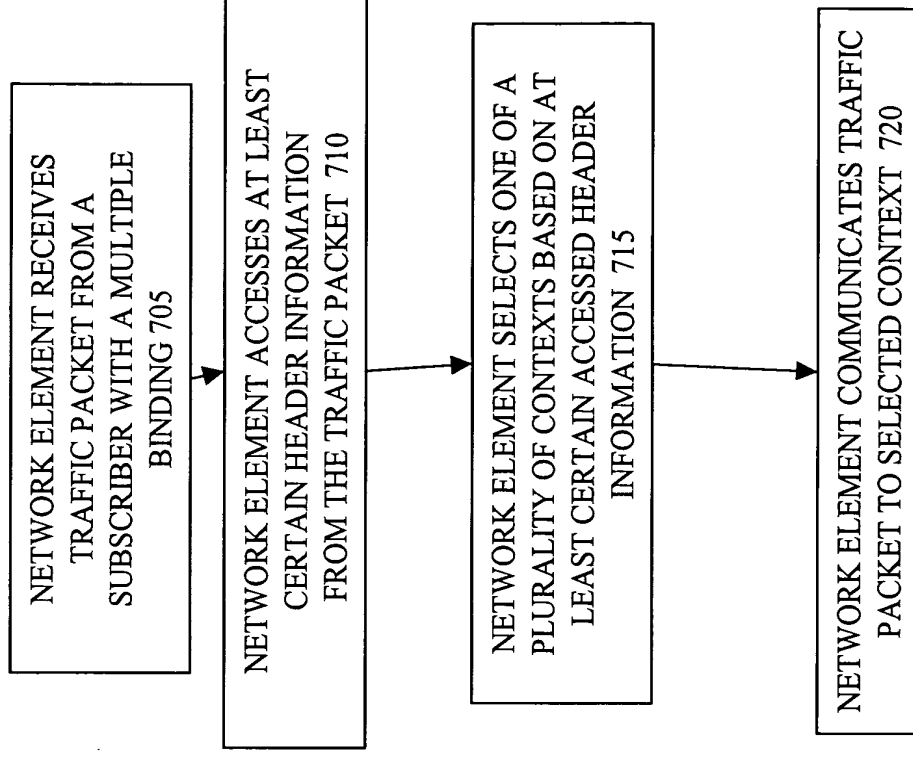 NETWORK ELEMENT RECEIVES
TRAFFIC PACKET FROM A
SUBSCRIBER WITH A MULTIPLE
BINDING 705
NETWORK ELEMENT ACCESSES AT LEAST
CERTAIN HEADER INFORMATION
FROM THE TRAFFIC PACKET 710
NETWORK ELEMENT SELECTS ONE OF A
PLURALITY OF CONTEXTS BASED ON AT
LEAST CERTAIN ACCESSED HEADER
INFORMATION 715
NETWORK ELEMENT COMMUNICATES TRAFFIC
PACKET TO SELECTED CONTEXT 720